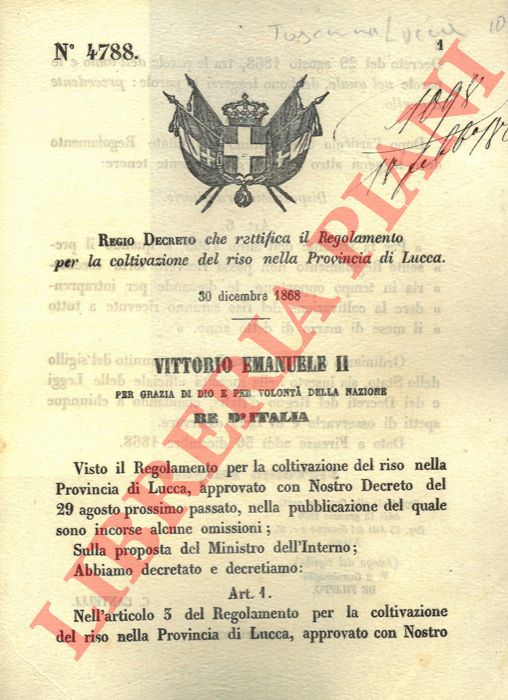 Toscana Lucca 10
N° 4788.
1
1098
REGIO DECRETO che rettifica il Regolamento
per la coltivazione del riso nella Provincia di Lucca.
30 dicembre 1868
VITTORIO EMANUELE II
PER GRAZIA DI DIO E PER VOLONTÀ DELLA NAZIONE
RE D'ITALIA
Visto il Regolamento per la coltivazione del riso nella
Provincia di Lucca, approvato con Nostro Decreto del
29 agosto prossimo passato, nella pubblicazione del quale
sono incorse alcune omissioni;
Sulla proposta del Ministro dell'Interno;
Abbiamo decretato e decretiamo:
Art. 1.
Nell'articolo 3 del Regolamento per la coltivazione
del riso nella Provincia di Lucca, approvato con Nostro
LIBRERIA PIANI